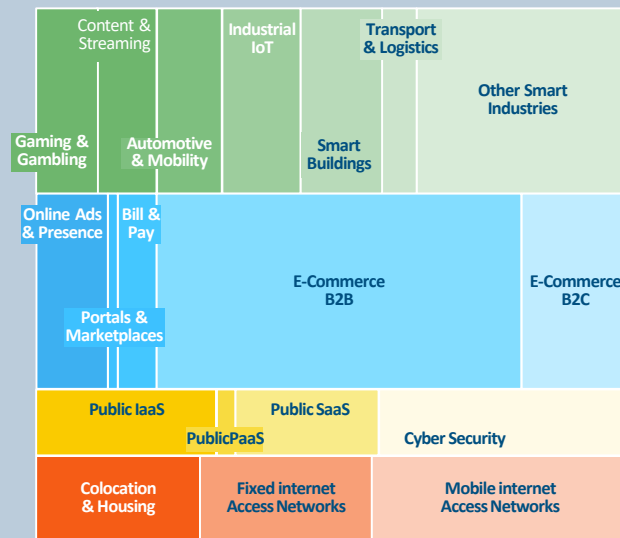 Content &
Streaming
Industrial
IoT
Transport
& Logistics
Other Smart
Industries
Gaming &
Gambling
Automotive
& Mobility
Smart
Buildings
Online Ads
& Presence
Bill &
Pay
E-Commerce
B2B
E-Commerce
B2C
Portals &
Marketplaces
Public IaaS
Public SaaS
PublicPaaS
Cyber Security
Colocation
& Housing
Fixed internet
Access Networks
Mobile internet
Access Networks